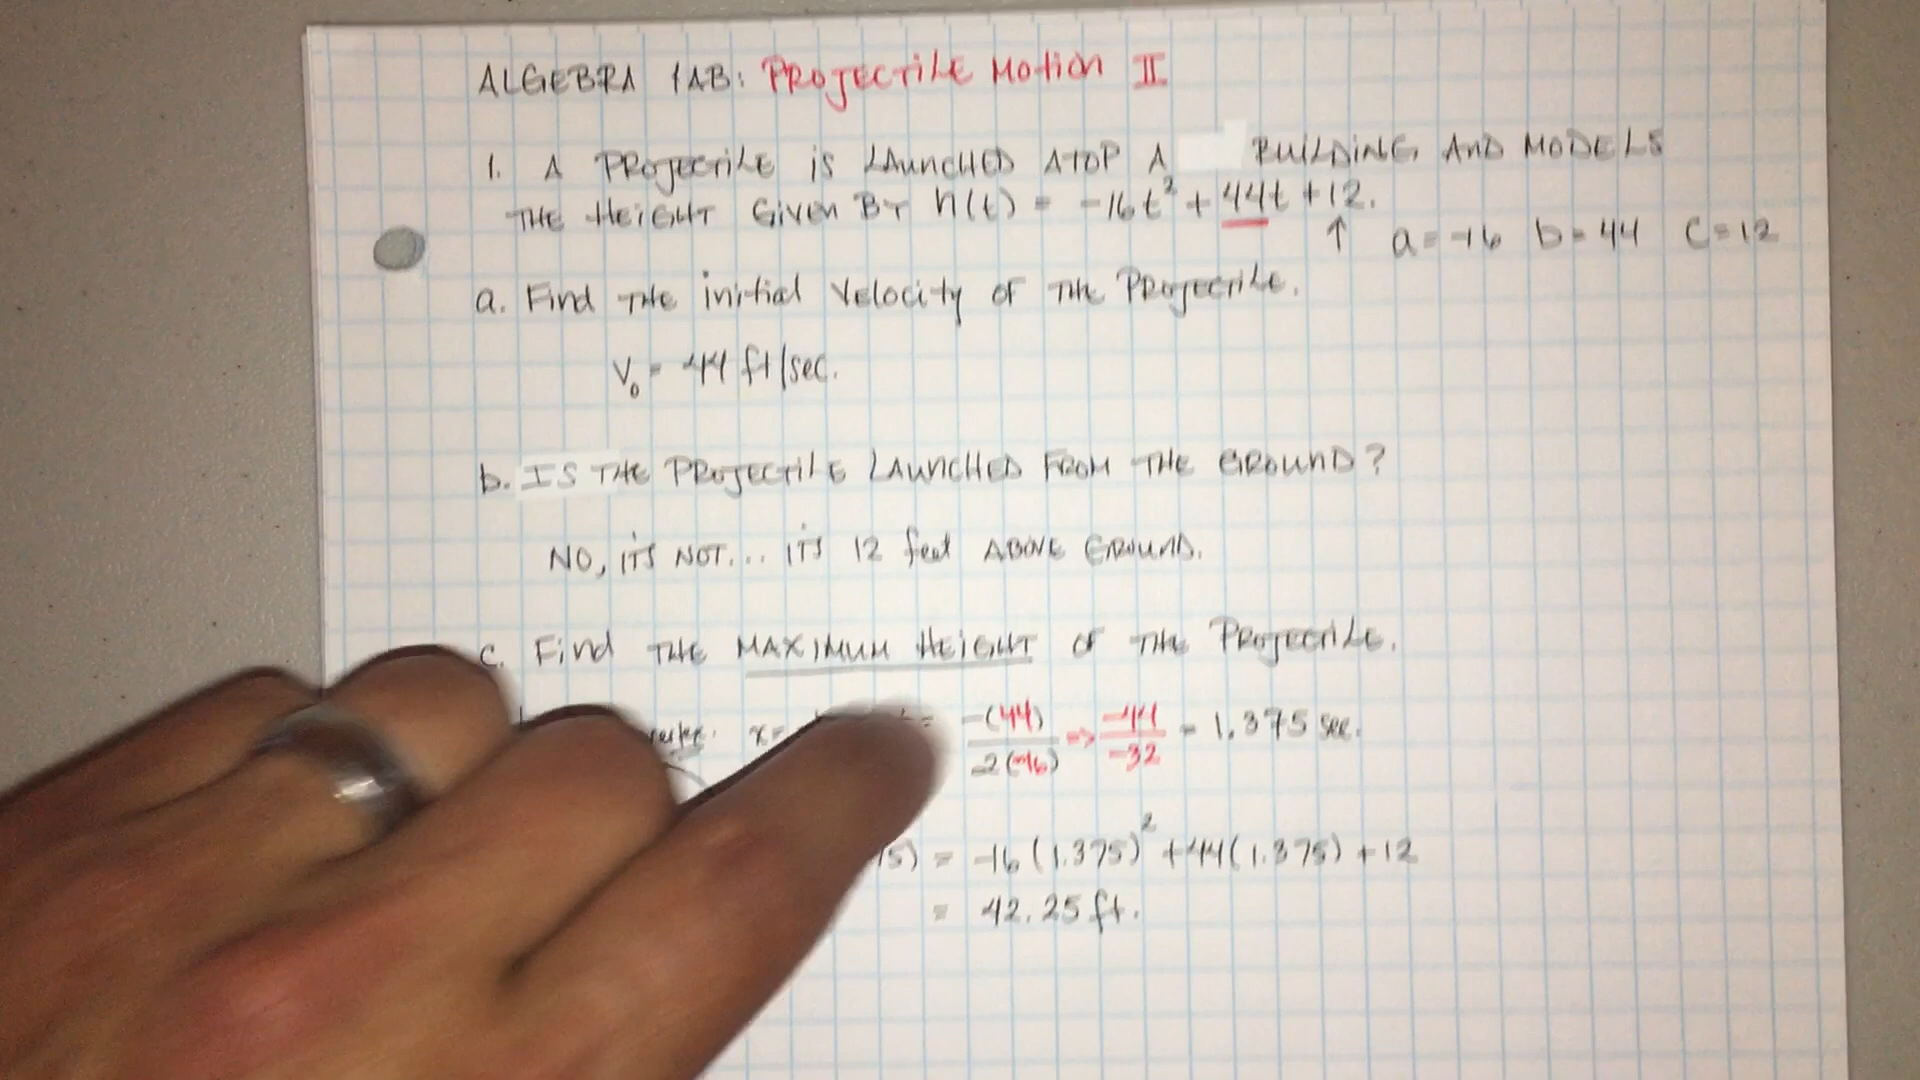 ALGEBRA LAB: PROJECTILE MOTION II
1. A PROJECTILE IS LAUNCHED ATOP A BUILDING AND MODELS
THE HEIGHT GIVEN BY h(t) = -16t² + 44t + 12.
↑ a = -16 b = 44 c = 12
a. Find THE initial Velocity OF THE PROJECTILE.
V₀ = 44 ft/sec.
b. IS THE PROJECTILE LAUNCHED FROM THE GROUND?
NO, IT'S NOT... IT'S 12 feet ABOVE GROUND.
c. Find THE MAXIMUM HEIGHT OF THE PROJECTILE.
x= = -(44)/2(-16) => -44/-32 = 1.375 sec.
= -16(1.375)² + 44(1.375) + 12
= 42.25 ft.